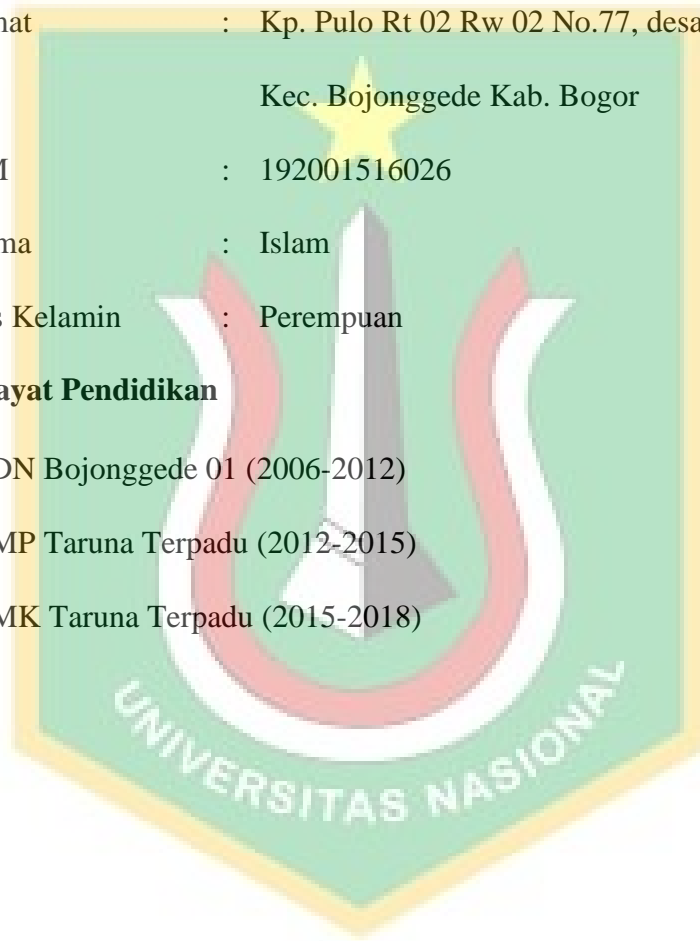 mat : Kp. Pulo Rt 02 Rw 02 No.77, desa
Kec. Bojonggede Kab. Bogor
M : 192001516026
ma : Islam
s Kelamin : Perempuan
ayat Pendidikan
DN Bojonggede 01 (2006-2012)
MP Taruna Terpadu (2012-2015)
MK Taruna Terpadu (2015-2018)
UNIVERSITAS NASIONAL